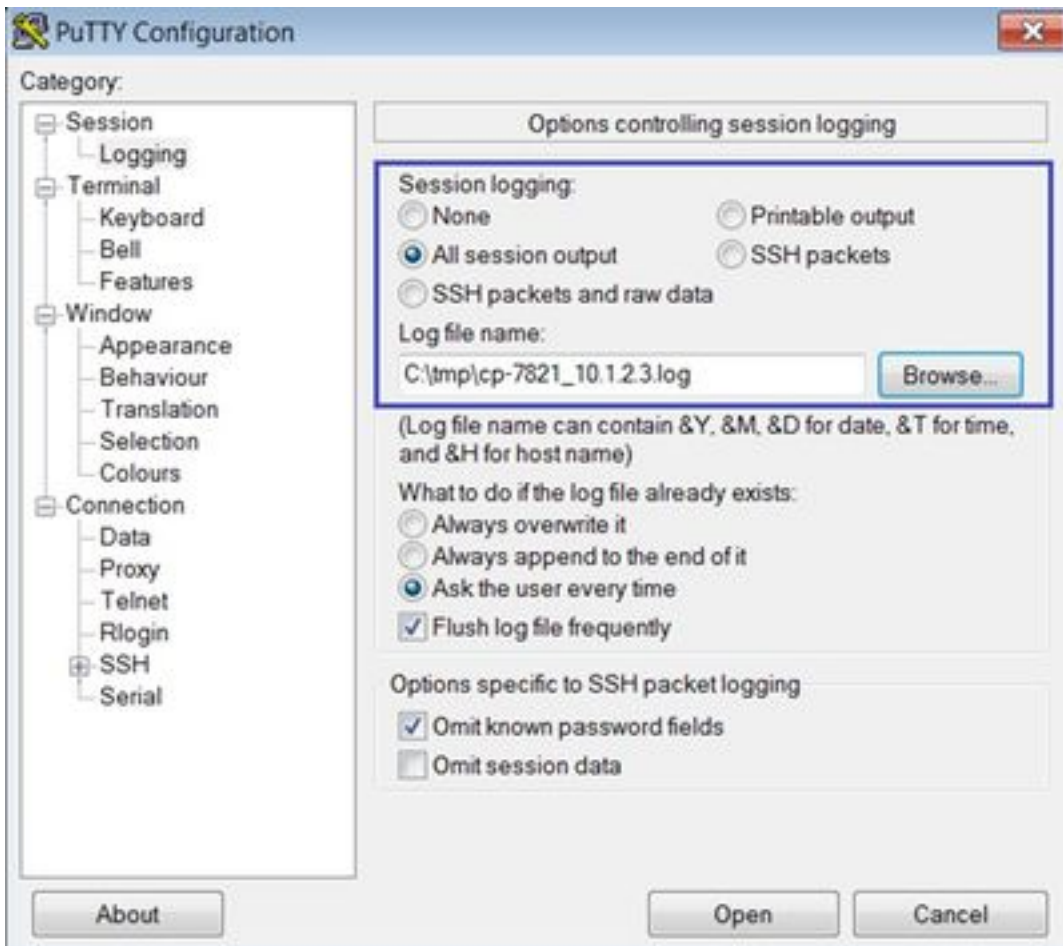 PuTTY Configuration
Category:
Session
Logging
Terminal
Keyboard
Bell
Features
Window
Appearance
Behaviour
Translation
Selection
Colours
Connection
Data
Proxy
Telnet
Rlogin
SSH
Serial
Options controlling session logging
Session logging:
None
Printable output
All session output
SSH packets
SSH packets and raw data
Log file name:
C:\tmp\cp-7821_10.1.2.3.log
Browse...
(Log file name can contain &Y, &M, &D for date, &T for time,
and &H for host name)
What to do if the log file already exists:
Always overwrite it
Always append to the end of it
Ask the user every time
Flush log file frequently
Options specific to SSH packet logging
Omit known password fields
Omit session data
About
Open
Cancel